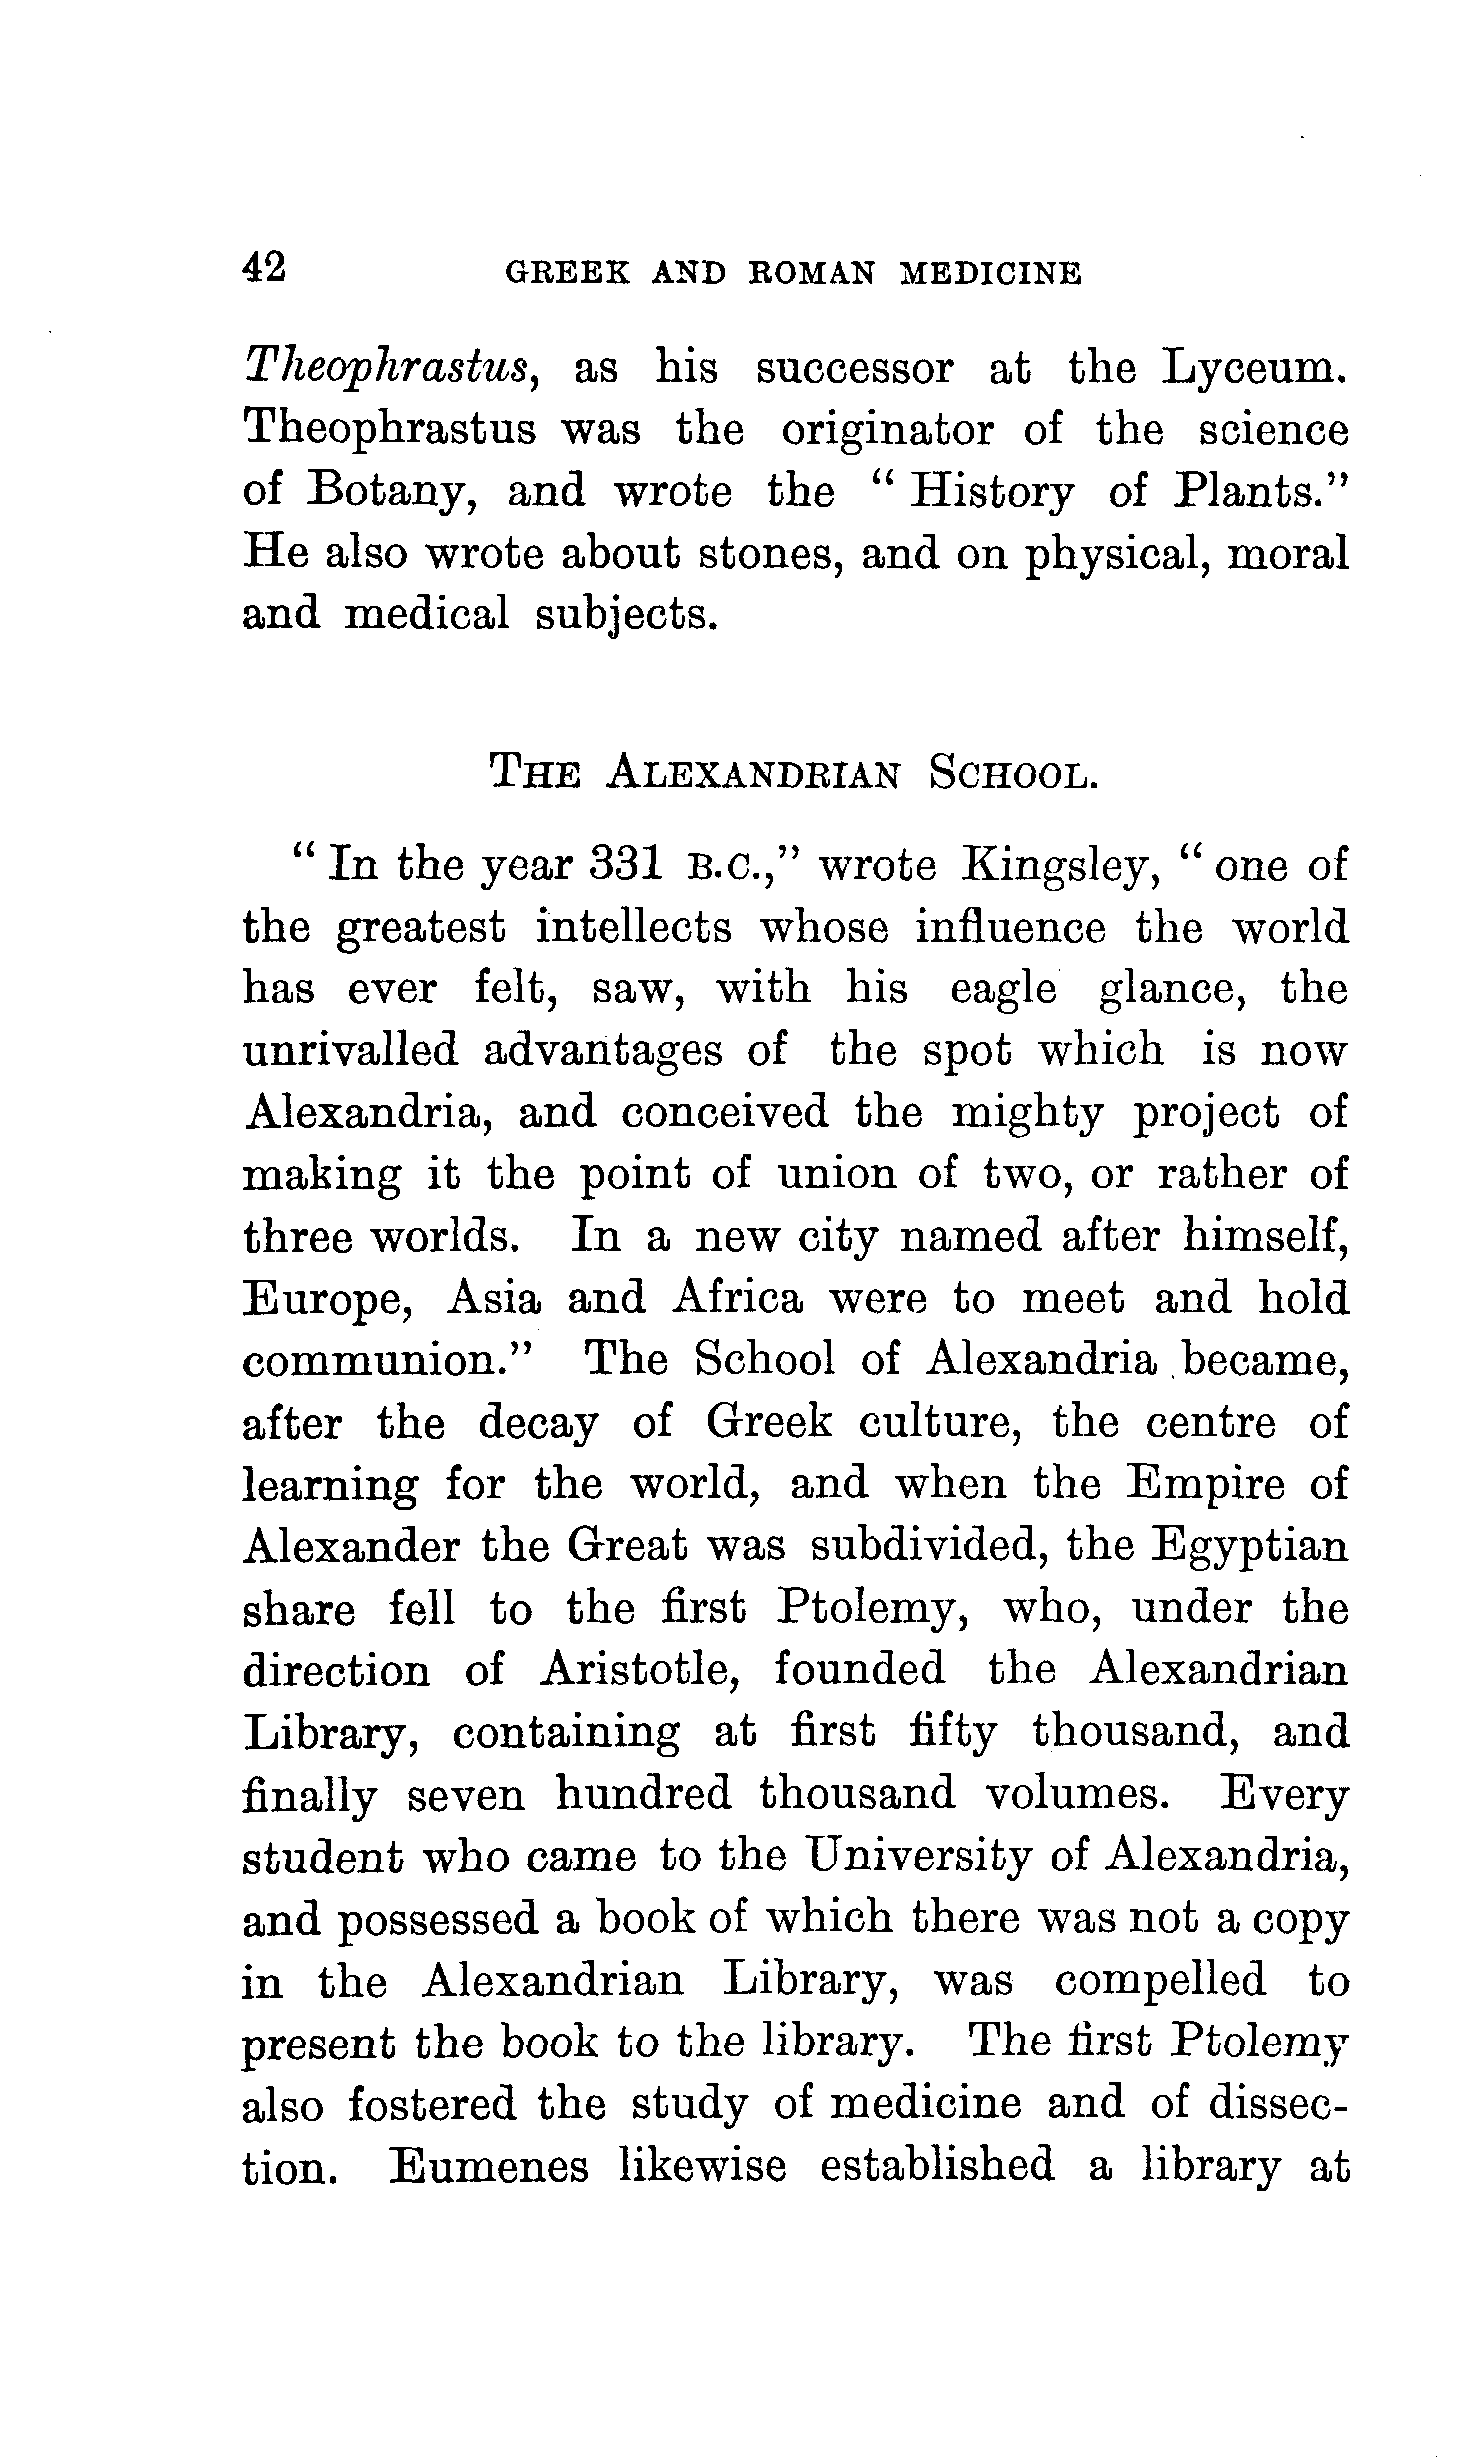 42 GREEK AND ROMAN MEDICINE
Theophrastus, as his successor at the Lyceum.
Theophrastus was the originator of the science
of Botany, and wrote the “ History of Plants.”
He also wrote about stones, and on physical, moral
and medical subjects.
THE ALEXANDRIAN SCHOOL.
“ In the year 331 B.C.,” wrote Kingsley, “ one of
the greatest intellects whose influence the world
has ever felt, saw, with his eagle glance, the
unrivalled advantages of the spot which is now
Alexandria, and conceived the mighty project of
making it the point of union of two, or rather of
three worlds. In a new city named after himself,
Europe, Asia and Africa were to meet and hold
communion.” The School of Alexandria became,
after the decay of Greek culture, the centre of
learning for the world, and when the Empire of
Alexander the Great was subdivided, the Egyptian
share fell to the first Ptolemy, who, under the
direction of Aristotle, founded the Alexandrian
Library, containing at first fifty thousand, and
finally seven hundred thousand volumes. Every
student who came to the University of Alexandria,
and possessed a book of which there was not a copy
in the Alexandrian Library, was compelled to
present the book to the library. The first Ptolemy
also fostered the study of medicine and of dissec-
tion. Eumenes likewise established a library at